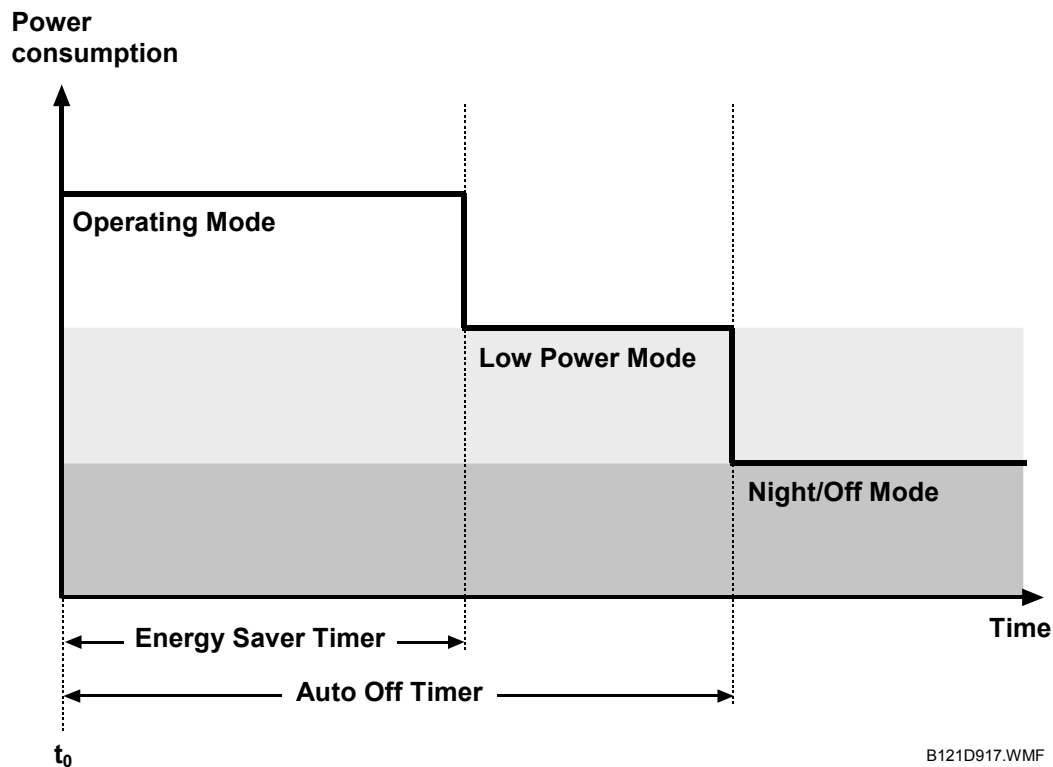 Power
consumption
Operating Mode
Low Power Mode
Night/Off Mode
Time
Energy Saver Timer
Auto Off Timer
t₀
B121D917.WMF